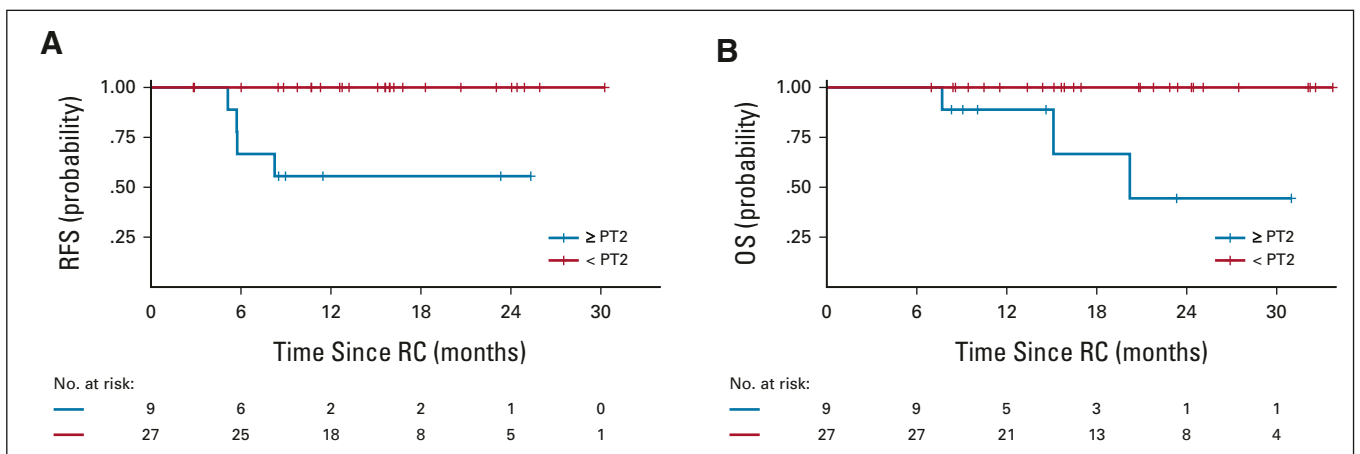 A
RFS (probability)
1.00
.75
.50
.25
≥ PT2
< PT2
0 6 12 18 24 30
Time Since RC (months)
No. at risk:
9 6 2 2 1 0
27 25 18 8 5 1
B
OS (probability)
1.00
.75
.50
.25
≥ PT2
< PT2
0 6 12 18 24 30
Time Since RC (months)
No. at risk:
9 9 5 3 1 1
27 27 21 13 8 4